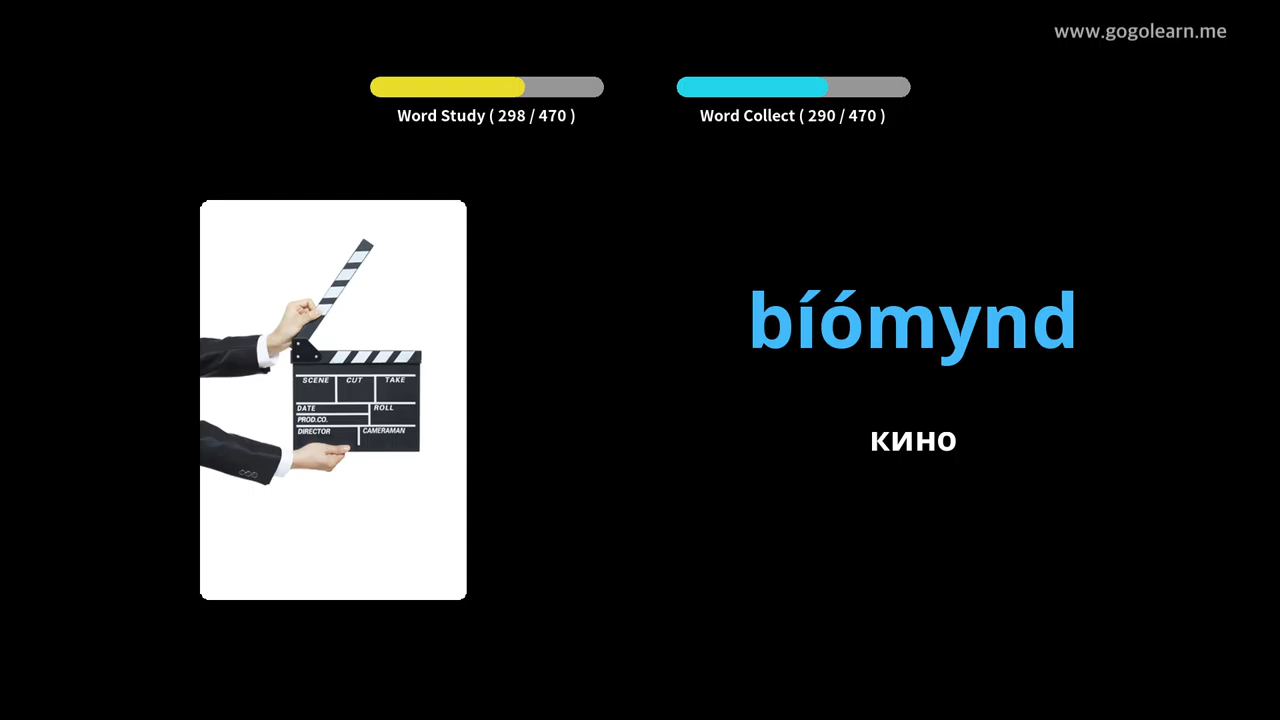 www.gogolearn.me
Word Study ( 298 / 470 )
Word Collect ( 290 / 470 )
SCENE CUT TAKE
DATE ROLL
PROD.CO.
DIRECTOR CAMERAMAN
bíómynd
кино